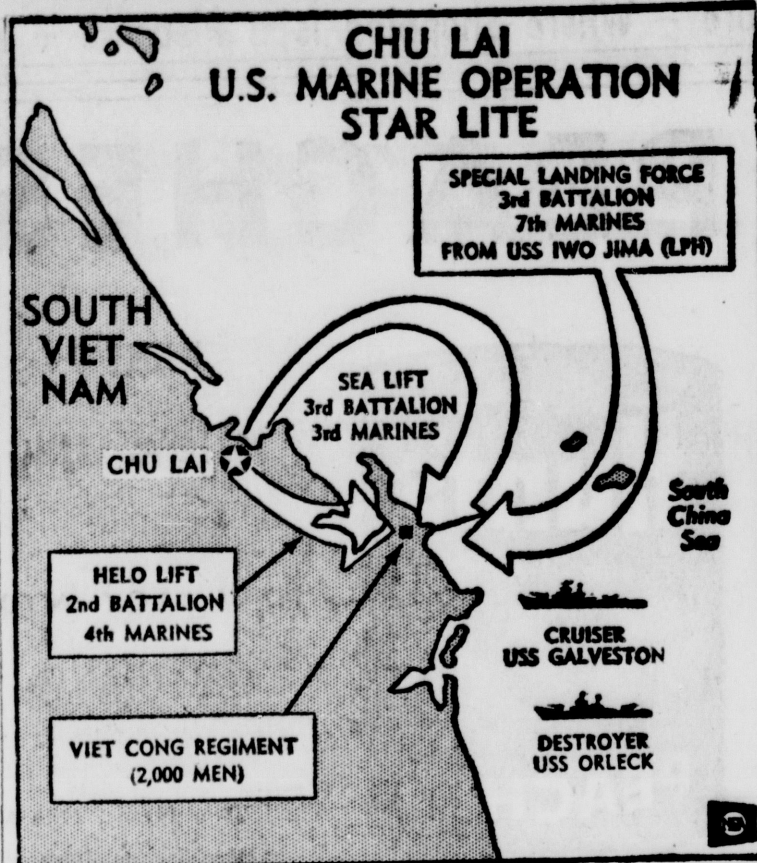 CHU LAI
U.S. MARINE OPERATION
STAR LITE
SPECIAL LANDING FORCE
3rd BATTALION
7th MARINES
FROM USS IWO JIMA (LPH)
SOUTH
VIET
NAM
SEA LIFT
3rd BATTALION
3rd MARINES
CHU LAI
South
China
Sea
HELO LIFT
2nd BATTALION
4th MARINES
CRUISER
USS GALVESTON
VIET CONG REGIMENT
(2,000 MEN)
DESTROYER
USS ORLECK